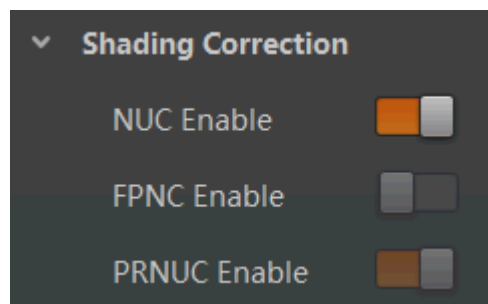 Shading Correction
NUC Enable
FPNC Enable
PRNUC Enable